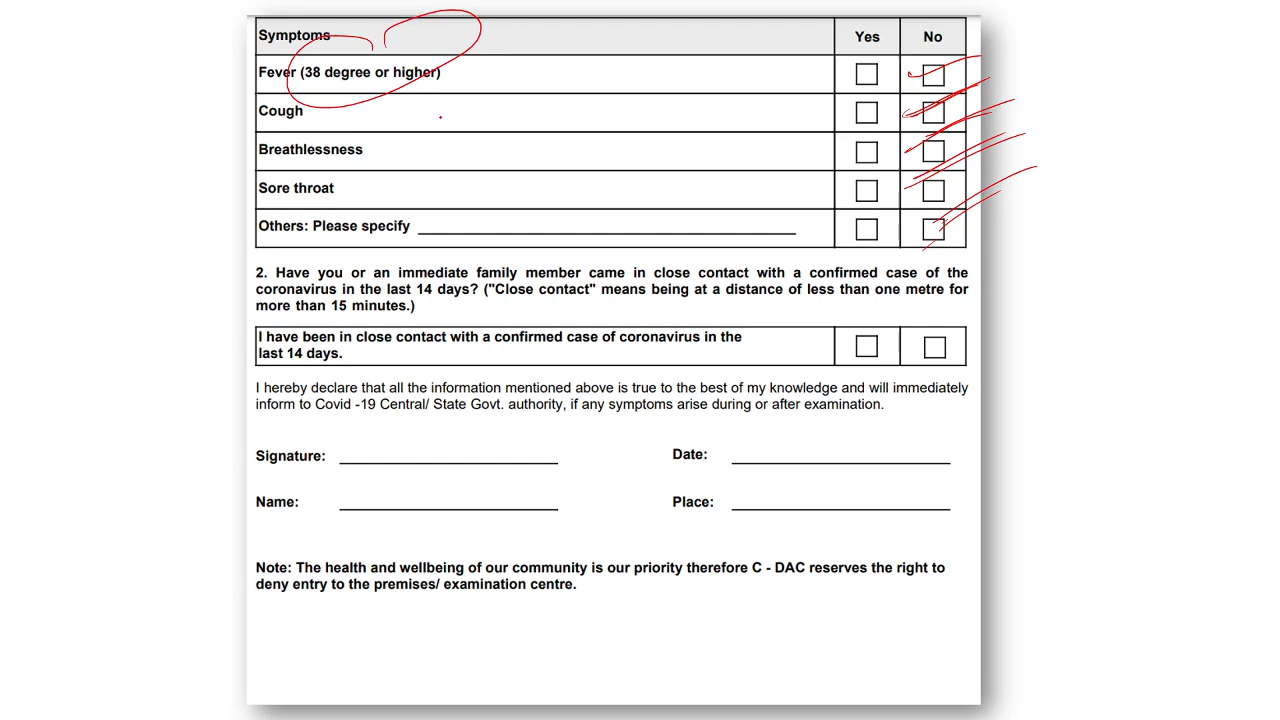 Symptoms Yes No
Fever (38 degree or higher)
Cough
Breathlessness
Sore throat
Others: Please specify
2. Have you or an immediate family member came in close contact with a confirmed case of the
coronavirus in the last 14 days? ("Close contact" means being at a distance of less than one metre for
more than 15 minutes.)
I have been in close contact with a confirmed case of coronavirus in the
last 14 days.
I hereby declare that all the information mentioned above is true to the best of my knowledge and will immediately
inform to Covid -19 Central/ State Govt. authority, if any symptoms arise during or after examination.
Signature: Date:
Name: Place:
Note: The health and wellbeing of our community is our priority therefore C - DAC reserves the right to
deny entry to the premises/ examination centre.